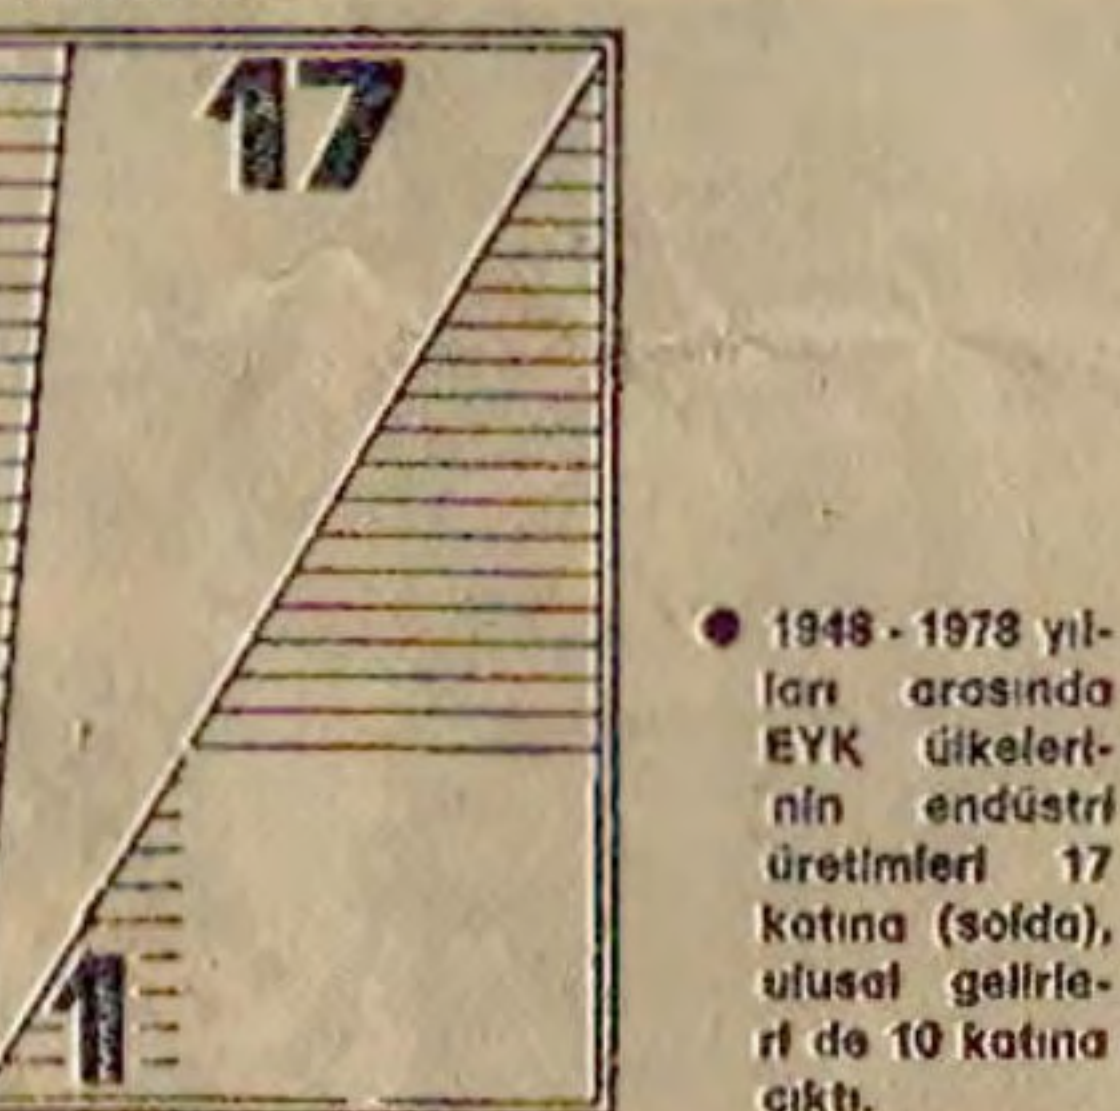 17
1
● 1948 - 1978 yıl-
ları arasında
EYK ülkeleri-
nin endüstri
üretimleri 17
katına (solda),
ulusal gelirle-
ri de 10 katına
çıktı.